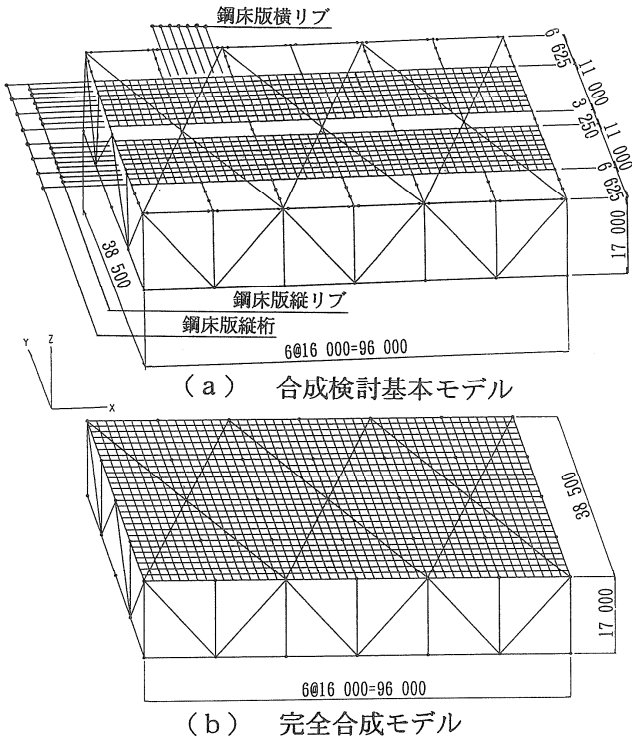 鋼床版横リブ
6 625
11 000
3 250
11 000
6 625
17 000
38 500
鋼床版縦リブ
鋼床版縦桁
6@16 000=96 000
Y Z X
(a) 合成検討基本モデル
38 500
17 000
6@16 000=96 000
(b) 完全合成モデル